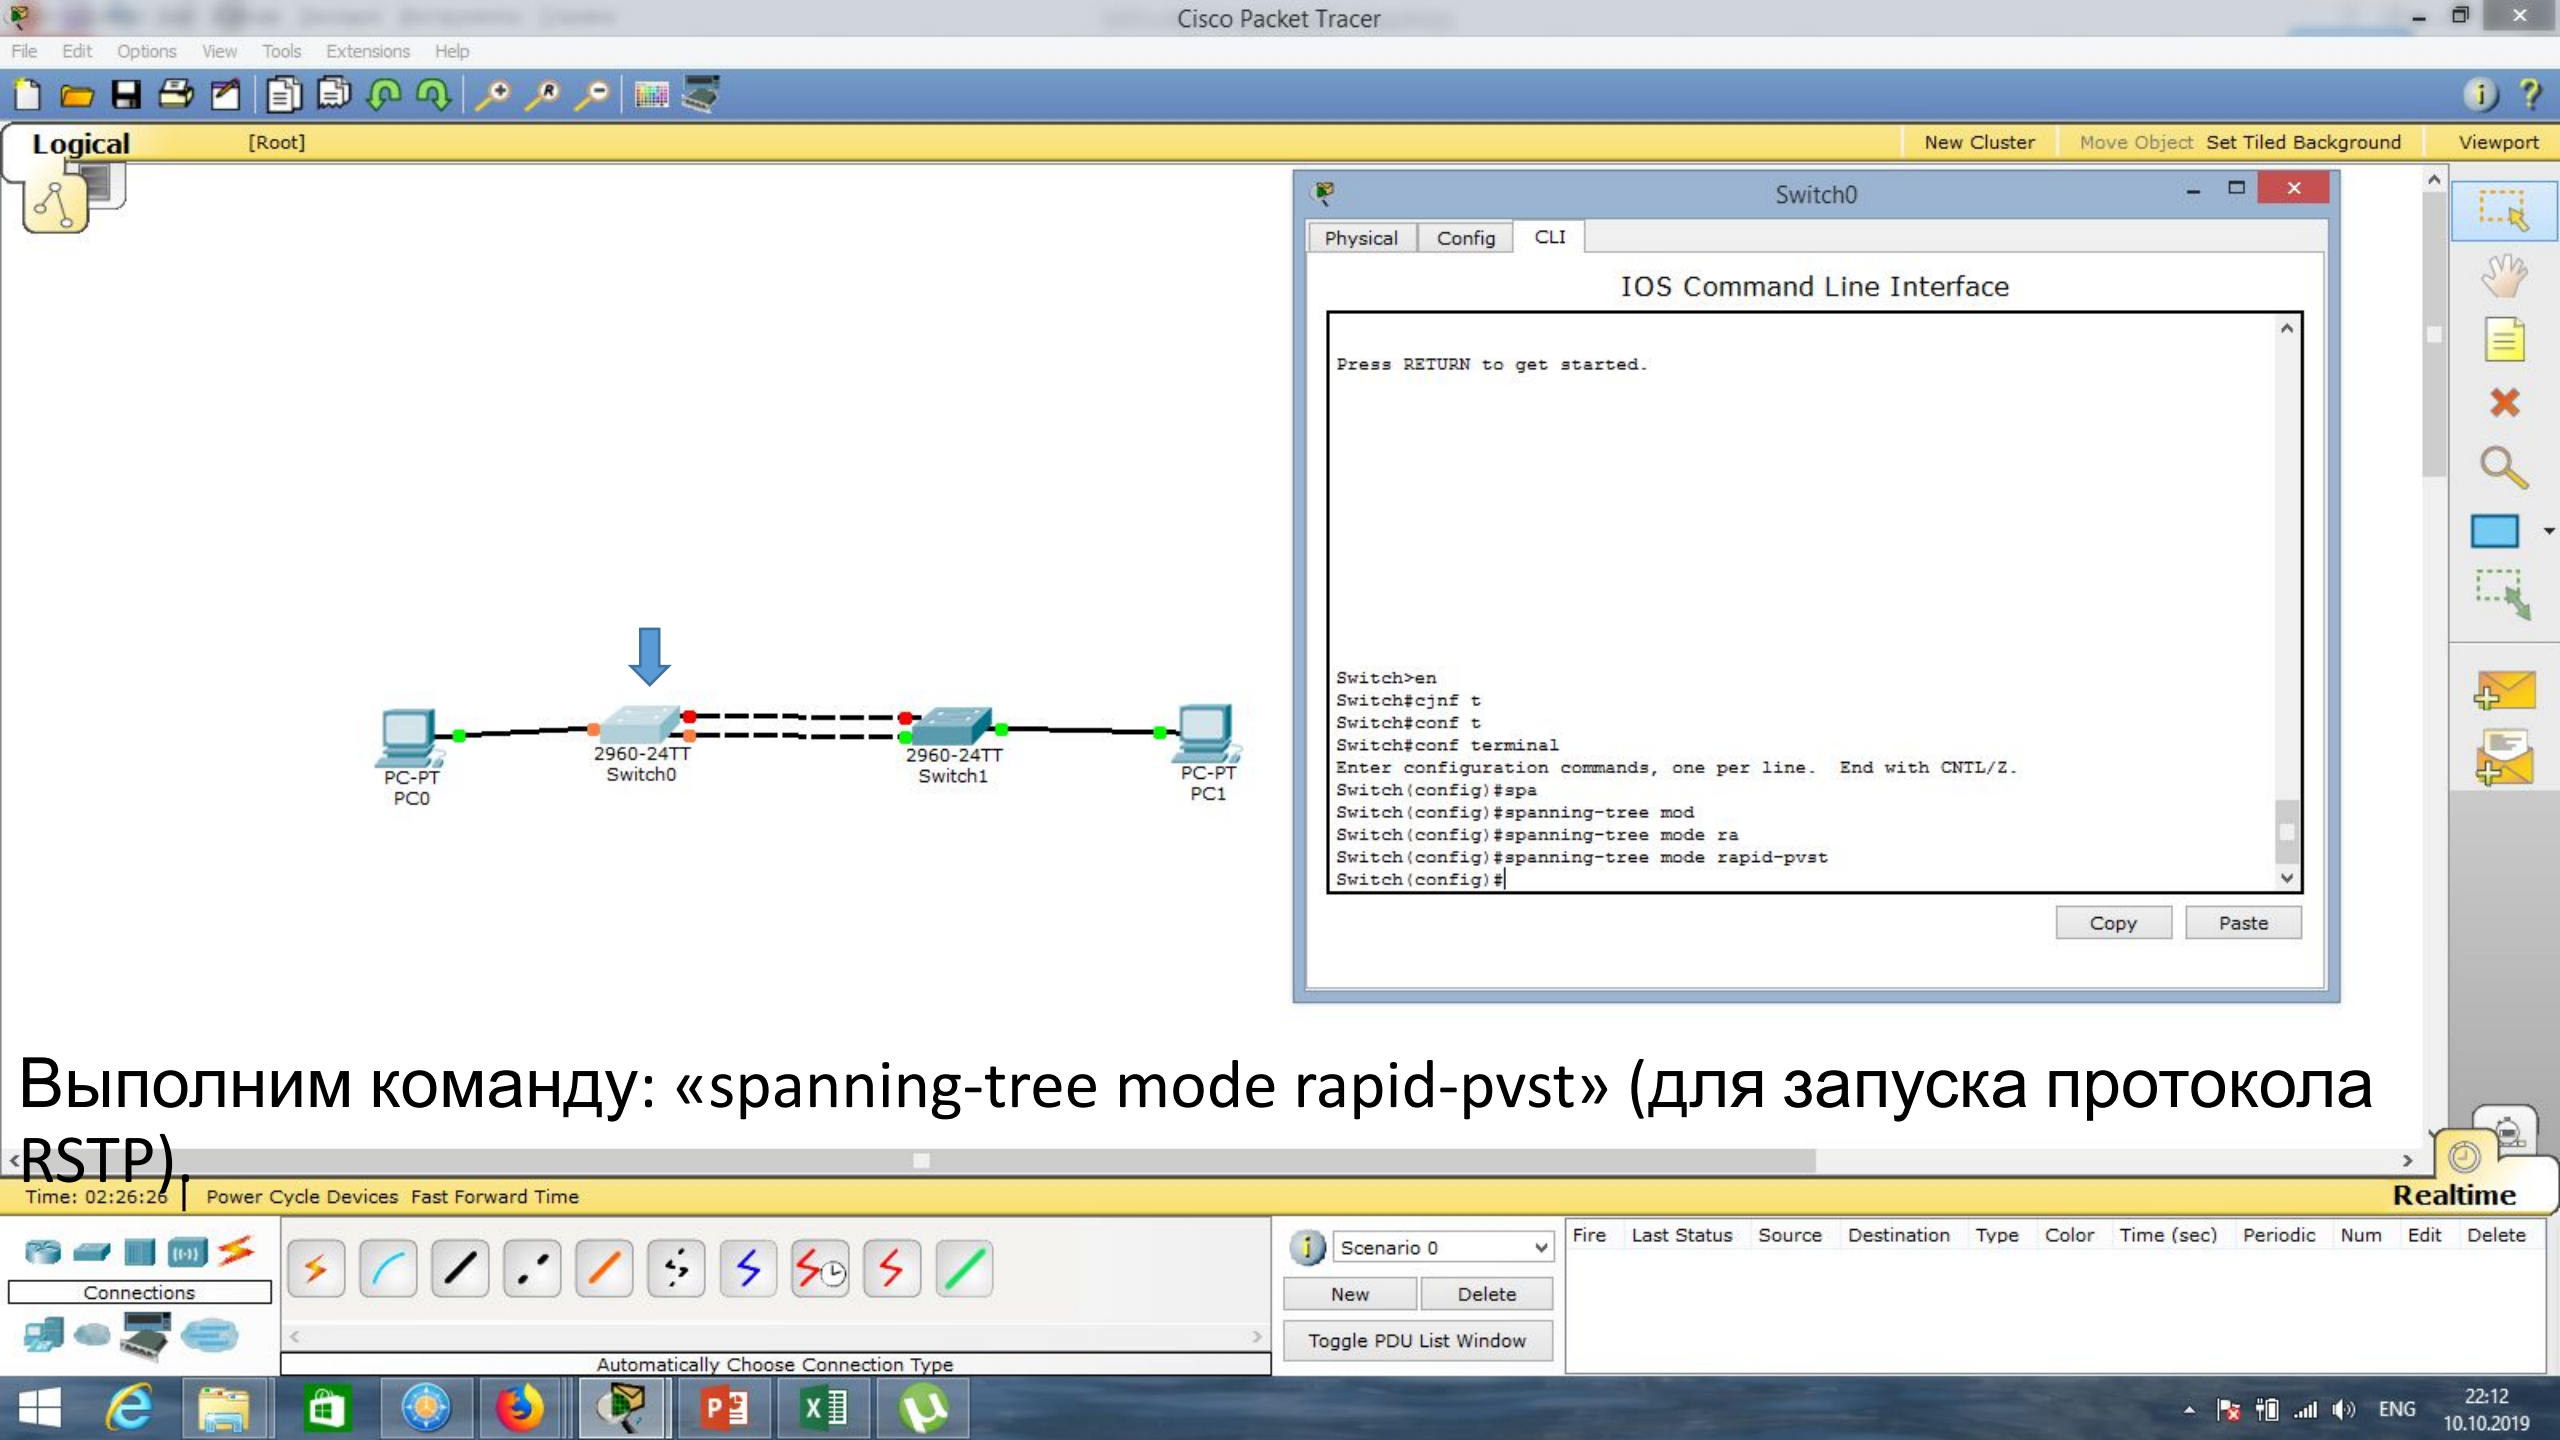 Cisco Packet Tracer
File Edit Options View Tools Extensions Help
Logical [Root] New Cluster Move Object Set Tiled Background Viewport
Switch0
Physical Config CLI
IOS Command Line Interface
Press RETURN to get started.
Switch>en
Switch#cjnf t
Switch#conf t
Switch#conf terminal
Enter configuration commands, one per line. End with CNTL/Z.
Switch(config)#spa
Switch(config)#spanning-tree mod
Switch(config)#spanning-tree mode ra
Switch(config)#spanning-tree mode rapid-pvst
Switch(config)#
Copy Paste
PC-PT
PC0
2960-24TT
Switch0
2960-24TT
Switch1
PC-PT
PC1
Выполним команду: «spanning-tree mode rapid-pvst» (для запуска протокола
RSTP).
Time: 02:26:26 Power Cycle Devices Fast Forward Time Realtime
Connections
Automatically Choose Connection Type
Scenario 0
New Delete
Toggle PDU List Window
Fire Last Status Source Destination Type Color Time (sec) Periodic Num Edit Delete
ENG
22:12
10.10.2019